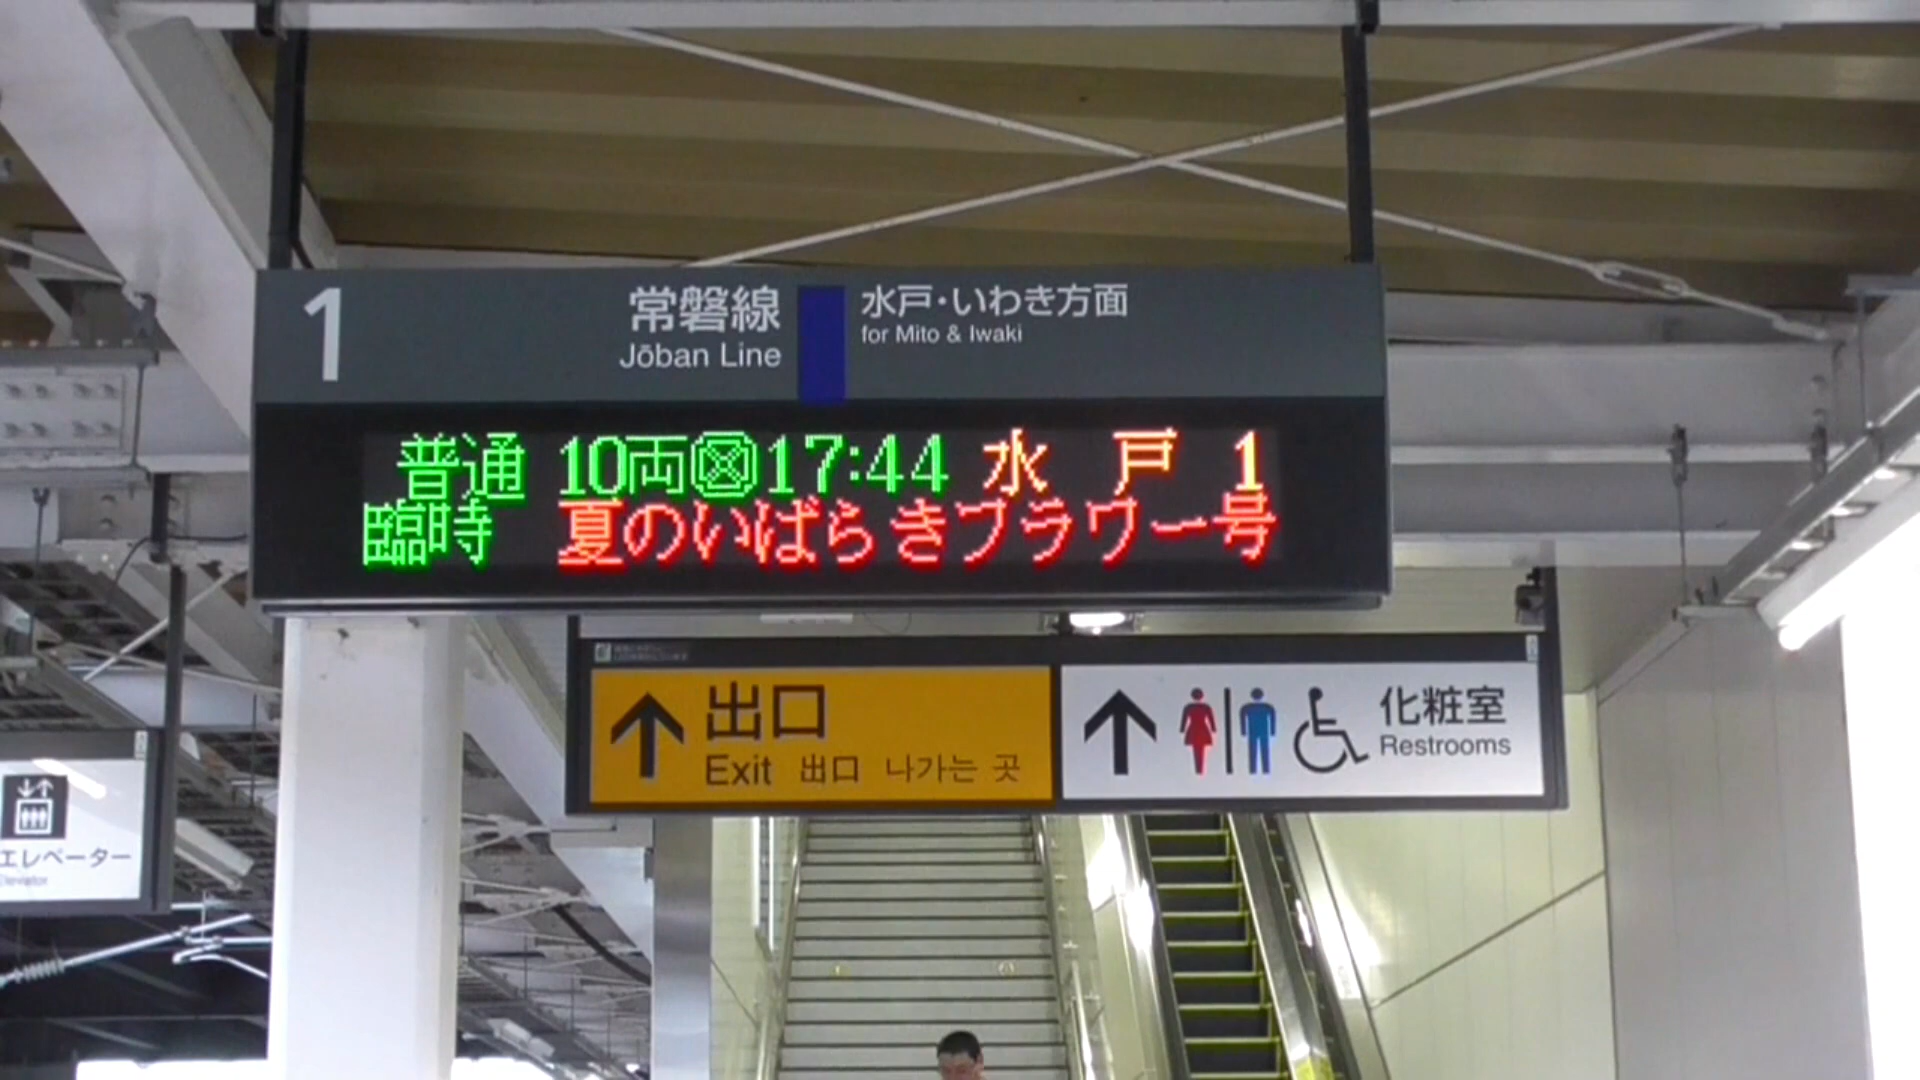 1
常磐線
Jōban Line
水戸・いわき方面
for Mito & Iwaki
普通 10両 17:44 水戸 1
臨時 夏のいばらきフラワー号
出口
Exit 出口 나가는 곳
化粧室
Restrooms
エレベーター
Elevator